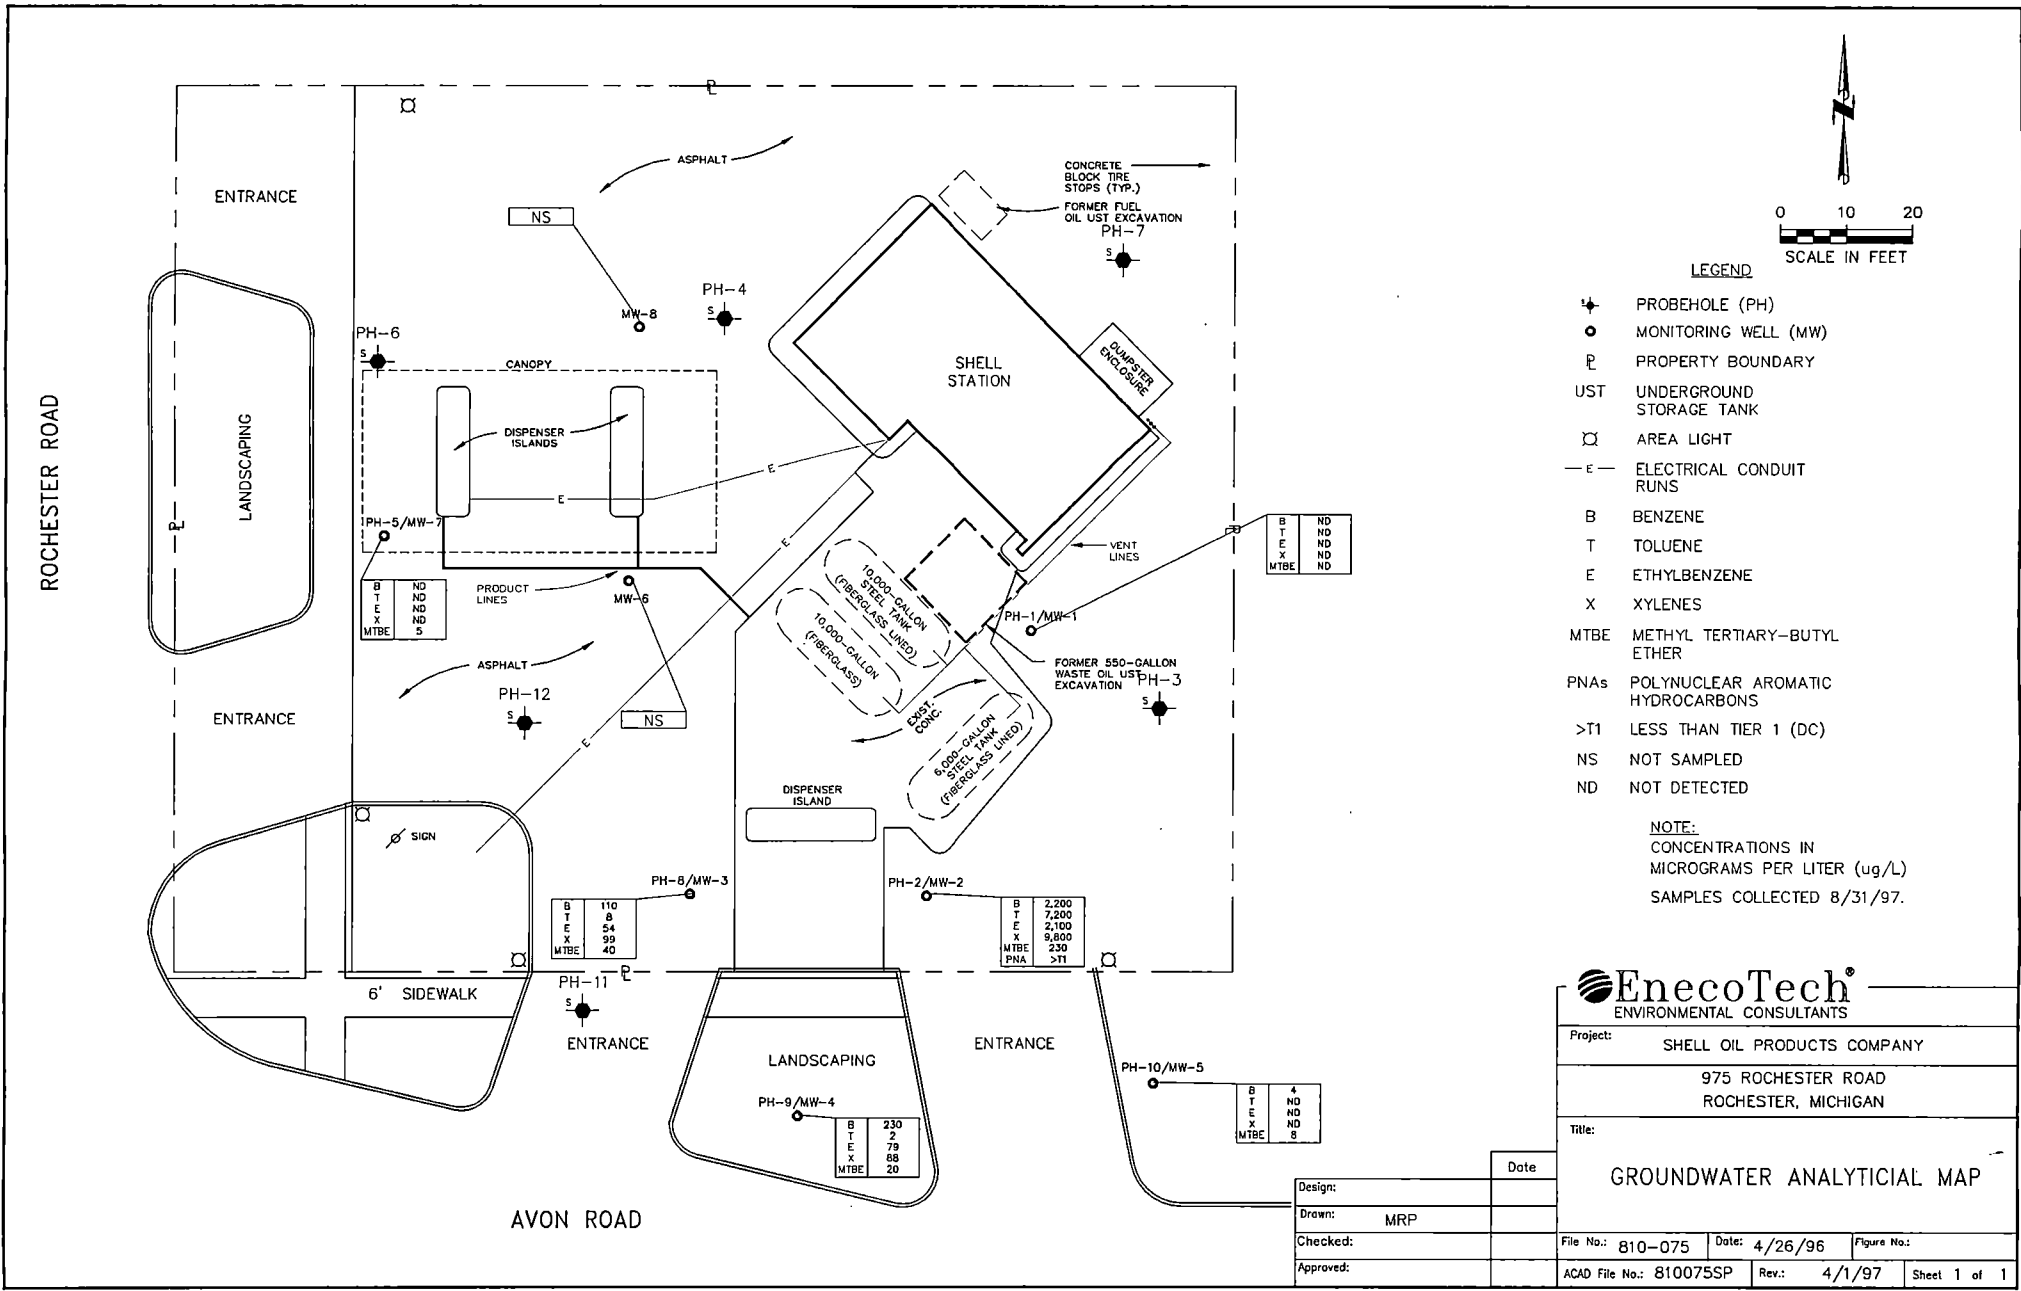 ENTRANCE
ASPHALT
NS
MW-8
PH-4
S
PH-6
S
CANOPY
DISPENSER
ISLANDS
CONCRETE
BLOCK TIRE
STOPS (TYP.)
FORMER FUEL
OIL UST EXCAVATION
PH-7
S
SHELL
STATION
DUMPSTER
ENCLOSURE
ROCHESTER ROAD
LANDSCAPING
E
E
E
E
PH-5/MW-7
B ND
T ND
E ND
X ND
MTBE 5
PRODUCT
LINES
MW-6
NS
ASPHALT
PH-12
S
ENTRANCE
10,000-GALLON
STEEL TANK
(FIBERGLASS LINED)
10,000-GALLON
(FIBERGLASS)
VENT
LINES
B ND
T ND
E ND
X ND
MTBE ND
PH-1/MW-1
FORMER 550-GALLON
WASTE OIL UST
EXCAVATION
PH-3
S
EXIST.
CONC.
6,000-GALLON
STEEL TANK
(FIBERGLASS LINED)
DISPENSER
ISLAND
SIGN
PH-8/MW-3
B 110
T 8
E 54
X 99
MTBE 40
PH-2/MW-2
B 2,200
T 7,200
E 2,100
X 9,800
MTBE 230
PNA >T1
6' SIDEWALK
PH-11
S
ENTRANCE
LANDSCAPING
ENTRANCE
PH-9/MW-4
B 230
T 2
E 79
X 88
MTBE 20
PH-10/MW-5
B 4
T ND
E ND
X ND
MTBE 8
AVON ROAD
N
0 10 20
SCALE IN FEET
LEGEND
S PROBEHOLE (PH)
MONITORING WELL (MW)
PL PROPERTY BOUNDARY
UST UNDERGROUND
STORAGE TANK
AREA LIGHT
—E— ELECTRICAL CONDUIT
RUNS
B BENZENE
T TOLUENE
E ETHYLBENZENE
X XYLENES
MTBE METHYL TERTIARY-BUTYL
ETHER
PNAs POLYNUCLEAR AROMATIC
HYDROCARBONS
>T1 LESS THAN TIER 1 (DC)
NS NOT SAMPLED
ND NOT DETECTED
NOTE:
CONCENTRATIONS IN
MICROGRAMS PER LITER (ug/L)
SAMPLES COLLECTED 8/31/97.
EnecoTech®
ENVIRONMENTAL CONSULTANTS
Project: SHELL OIL PRODUCTS COMPANY
975 ROCHESTER ROAD
ROCHESTER, MICHIGAN
Title:
GROUNDWATER ANALYTICIAL MAP
Date
Design:
Drawn: MRP
Checked:
Approved:
File No.: 810-075 Date: 4/26/96 Figure No.:
ACAD File No.: 810075SP Rev.: 4/1/97 Sheet 1 of 1